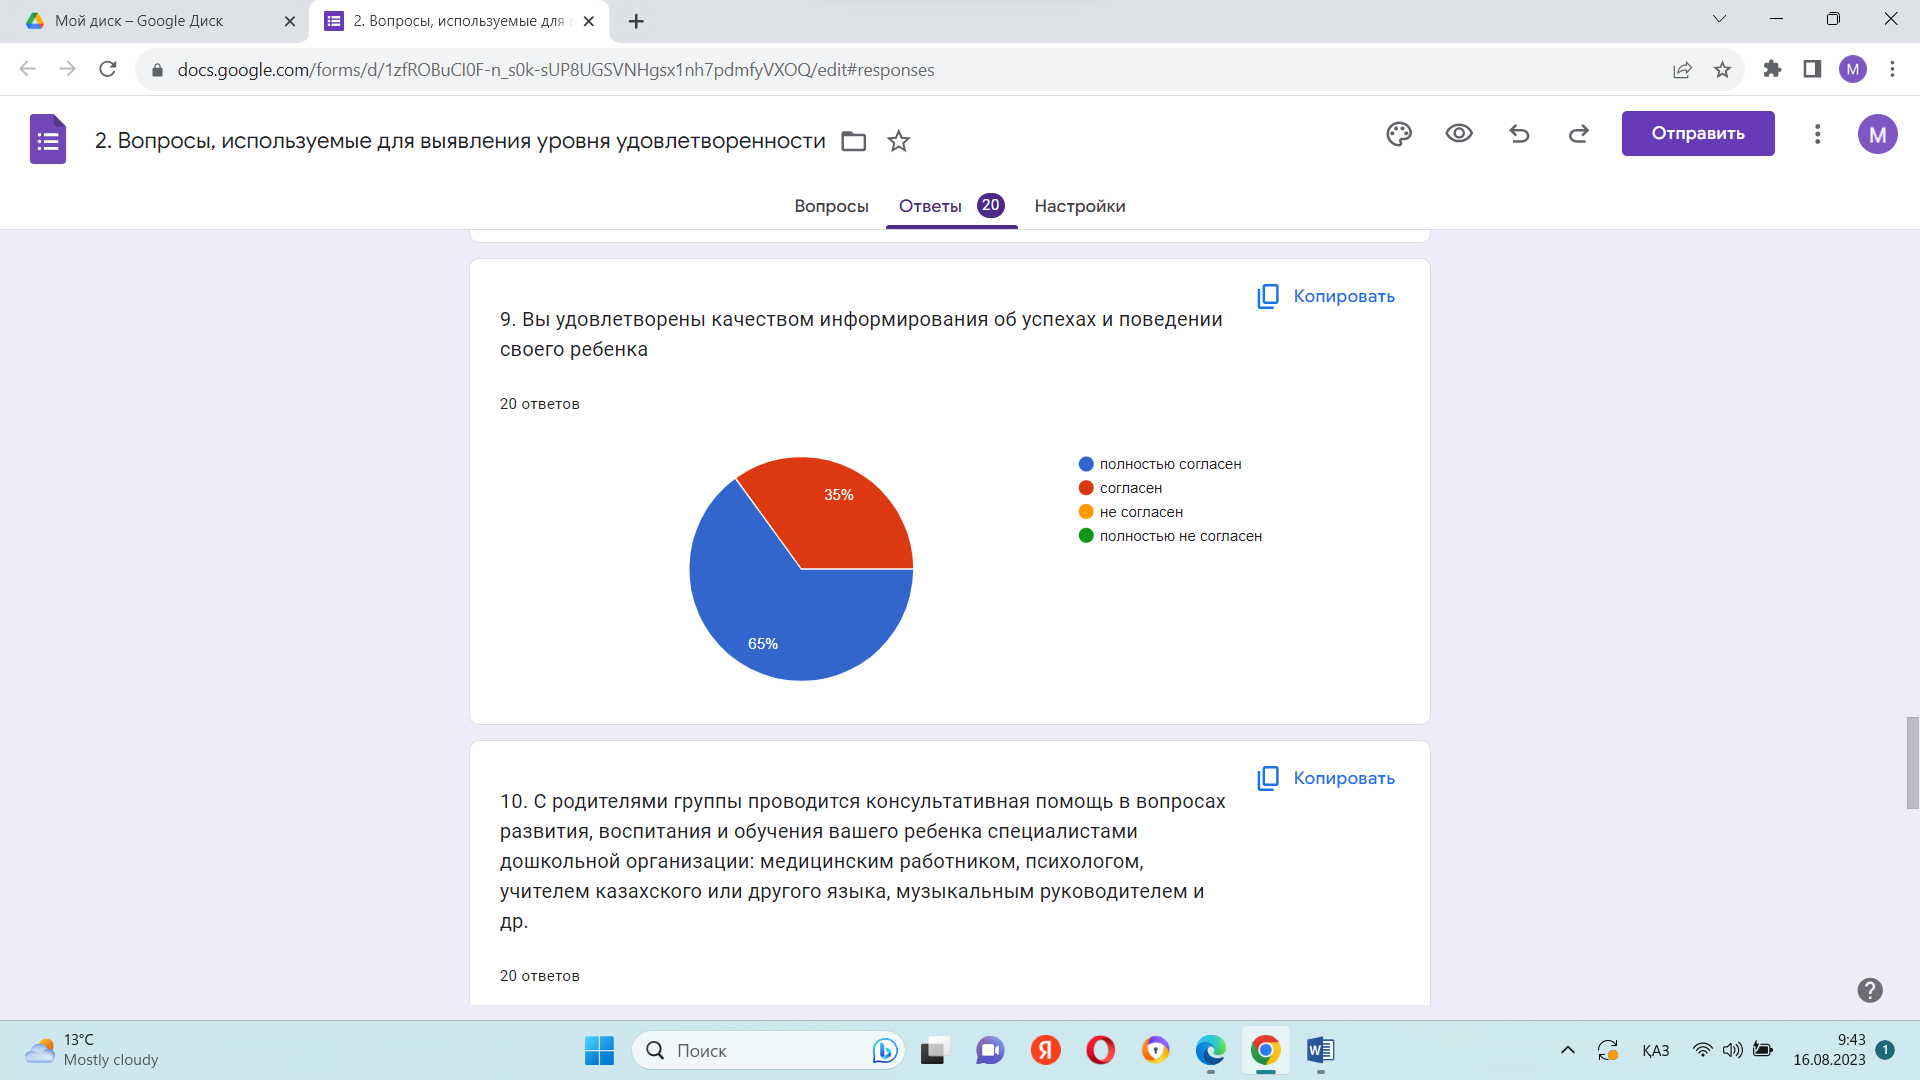 Мой диск – Google Диск
2. Вопросы, используемые для
docs.google.com/forms/d/1zfROBuCI0F-n_s0k-sUP8UGSVNHgsx1nh7pdmfyVXOQ/edit#responses
M
2. Вопросы, используемые для выявления уровня удовлетворенности
Отправить
M
Вопросы
Ответы 20
Настройки
Копировать
9. Вы удовлетворены качеством информирования об успехах и поведении
своего ребенка
20 ответов
35%
65%
полностью согласен
согласен
не согласен
полностью не согласен
Копировать
10. С родителями группы проводится консультативная помощь в вопросах
развития, воспитания и обучения вашего ребенка специалистами
дошкольной организации: медицинским работником, психологом,
учителем казахского или другого языка, музыкальным руководителем и
др.
20 ответов
13°C
Mostly cloudy
Поиск
ҚАЗ
9:43
16.08.2023
1